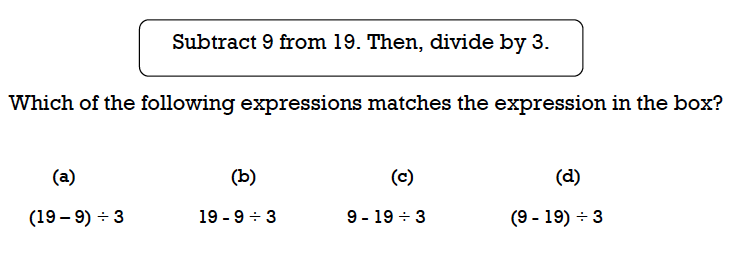 Subtract 9 from 19. Then, divide by 3.
Which of the following expressions matches the expression in the box?
(a) (b) (c) (d)
(19 – 9) ÷ 3 19 - 9 ÷ 3 9 - 19 ÷ 3 (9 - 19) ÷ 3